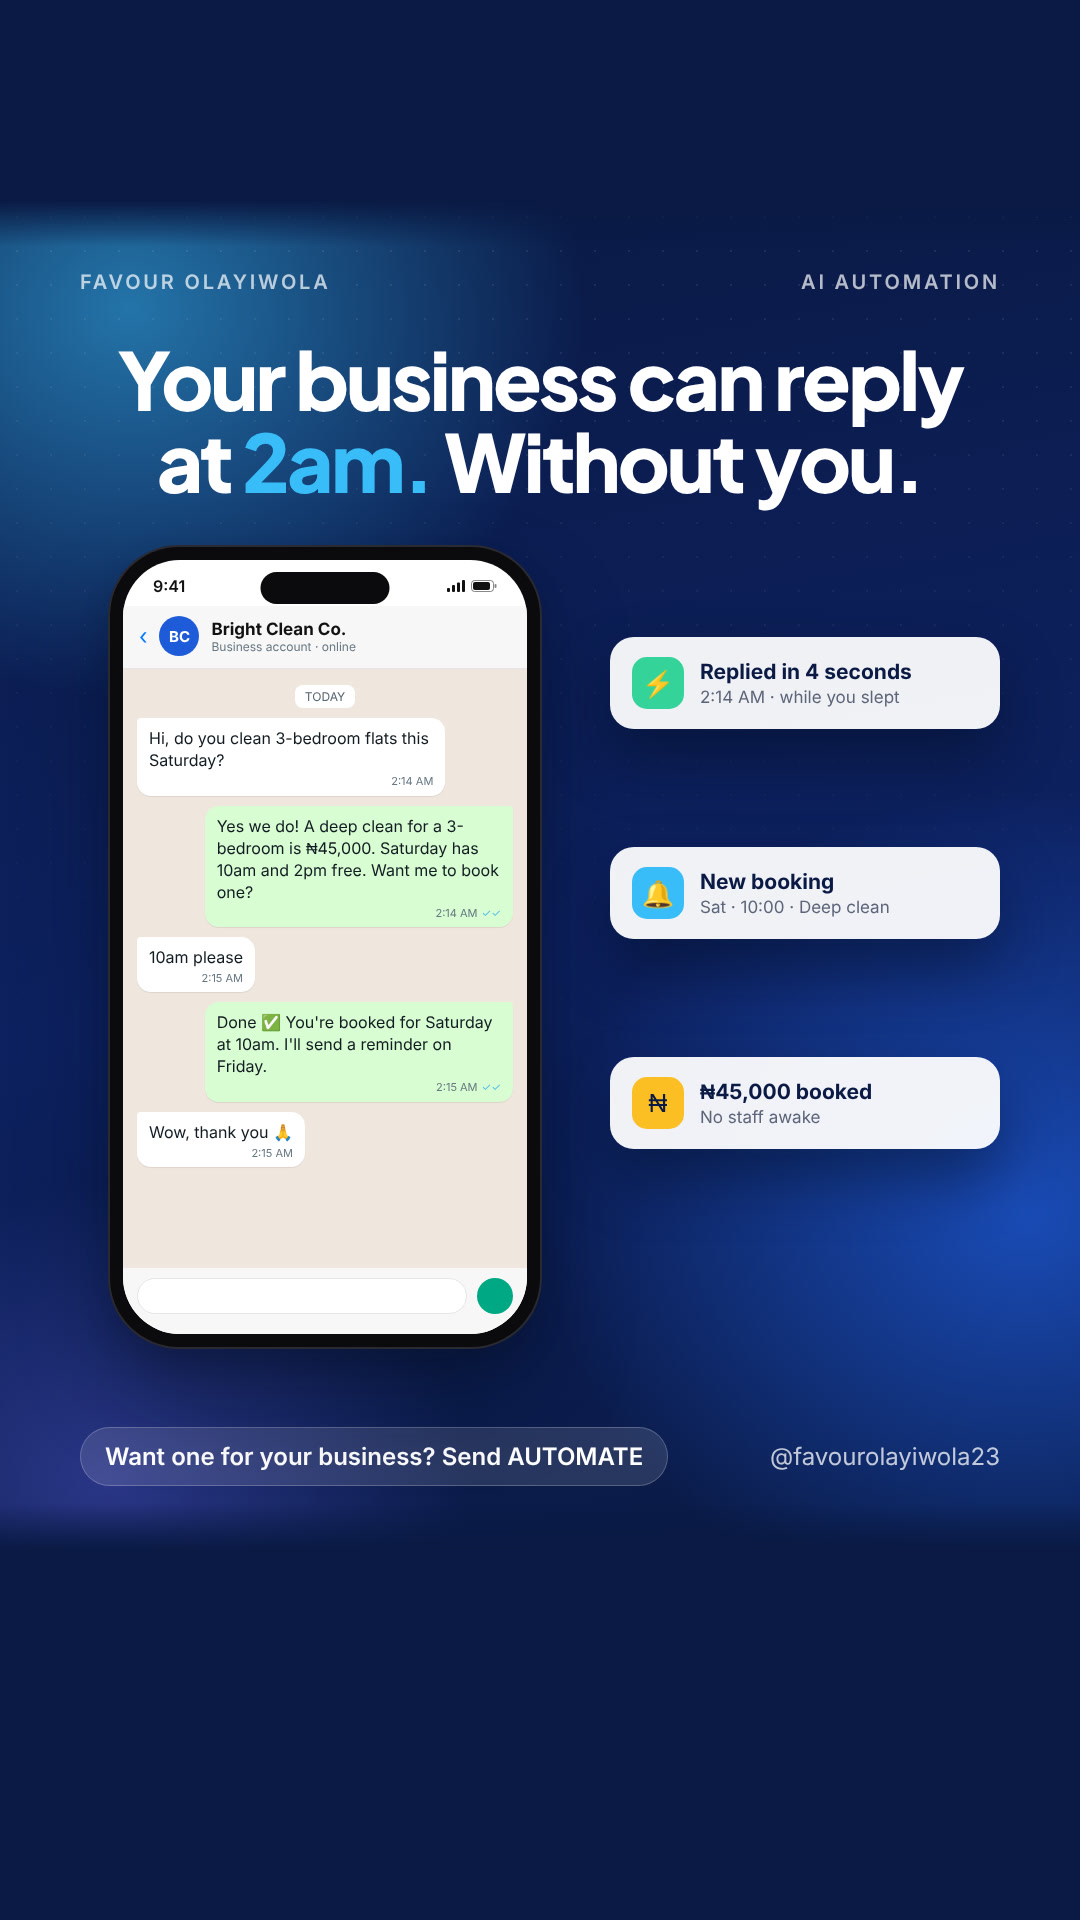 FAVOUR OLAYIWOLA
AI AUTOMATION
Your business can reply
at 2am. Without you.
9:41
‹
BC
Bright Clean Co.
Business account · online
TODAY
Hi, do you clean 3-bedroom flats this
Saturday?
2:14 AM
Yes we do! A deep clean for a 3-
bedroom is ₦45,000. Saturday has
10am and 2pm free. Want me to book
one?
2:14 AM ✓✓
10am please
2:15 AM
Done ✅ You're booked for Saturday
at 10am. I'll send a reminder on
Friday.
2:15 AM ✓✓
Wow, thank you 🙏
2:15 AM
⚡
Replied in 4 seconds
2:14 AM · while you slept
🔔
New booking
Sat · 10:00 · Deep clean
₦
₦45,000 booked
No staff awake
Want one for your business? Send AUTOMATE
@favourolayiwola23